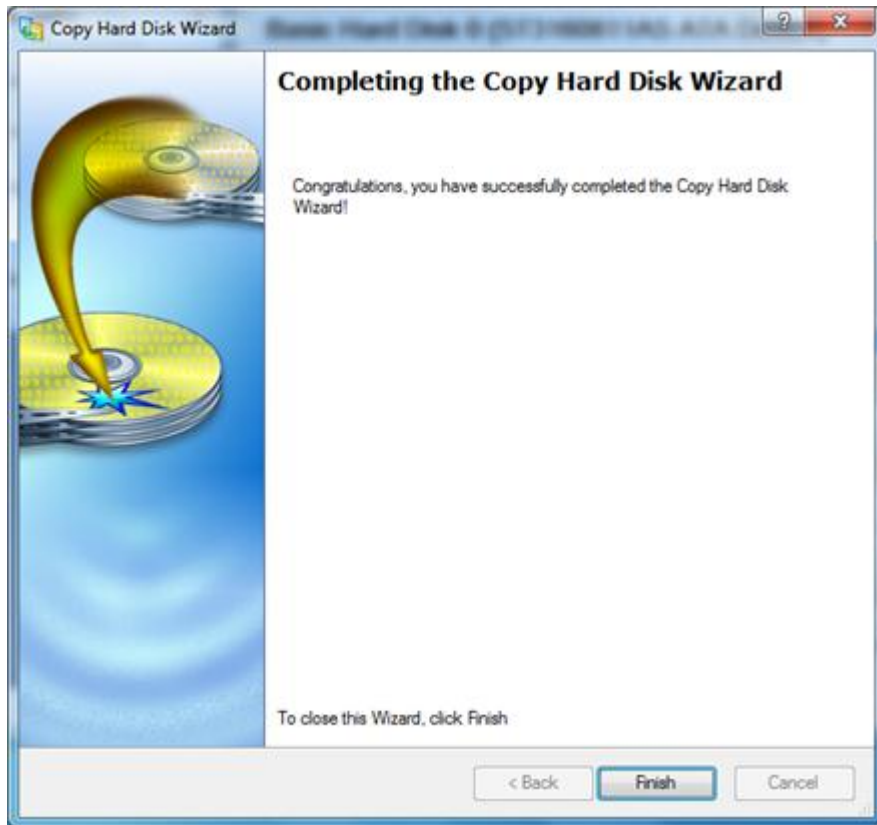 Copy Hard Disk Wizard
Completing the Copy Hard Disk Wizard
Congratulations, you have successfully completed the Copy Hard Disk
Wizard!
To close this Wizard, click Finish
< Back
Finish
Cancel